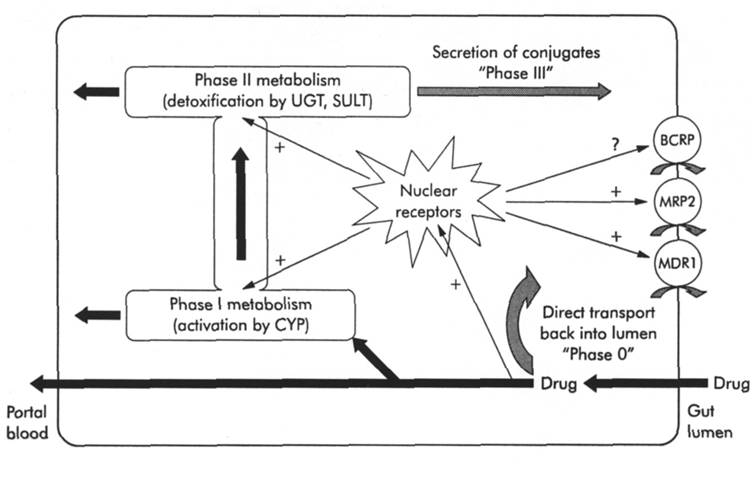 Secretion of conjugates
"Phase III"
Phase II metabolism
(detoxification by UGT, SULT)
+
?
BCRP
Nuclear
receptors
+
MRP2
+
+
MDR1
+
Phase I metabolism
(activation by CYP)
Direct transport
back into lumen
"Phase 0"
Drug
Drug
Portal
blood
Gut
lumen